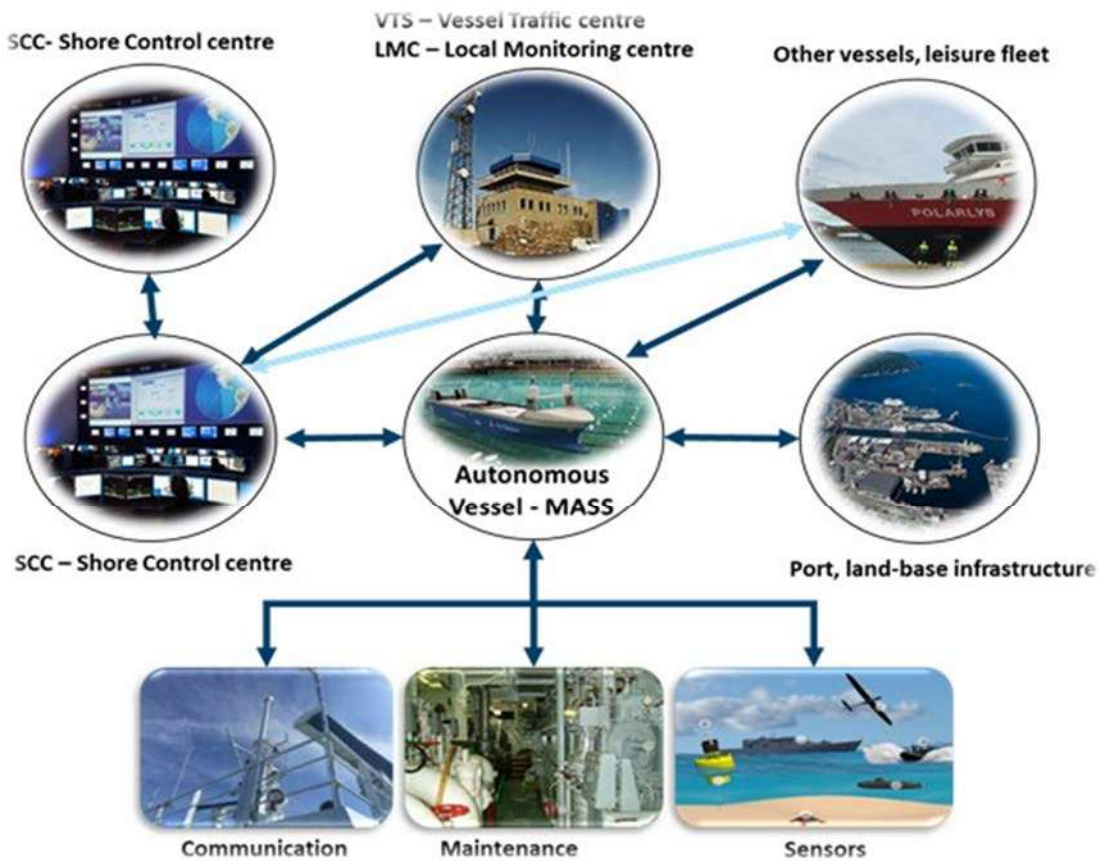 VTS – Vessel Traffic centre
SCC- Shore Control centre
LMC – Local Monitoring centre
Other vessels, leisure fleet
POLARLYS
Autonomous
Vessel - MASS
SCC – Shore Control centre
Port, land-base infrastructure
Communication
Maintenance
Sensors